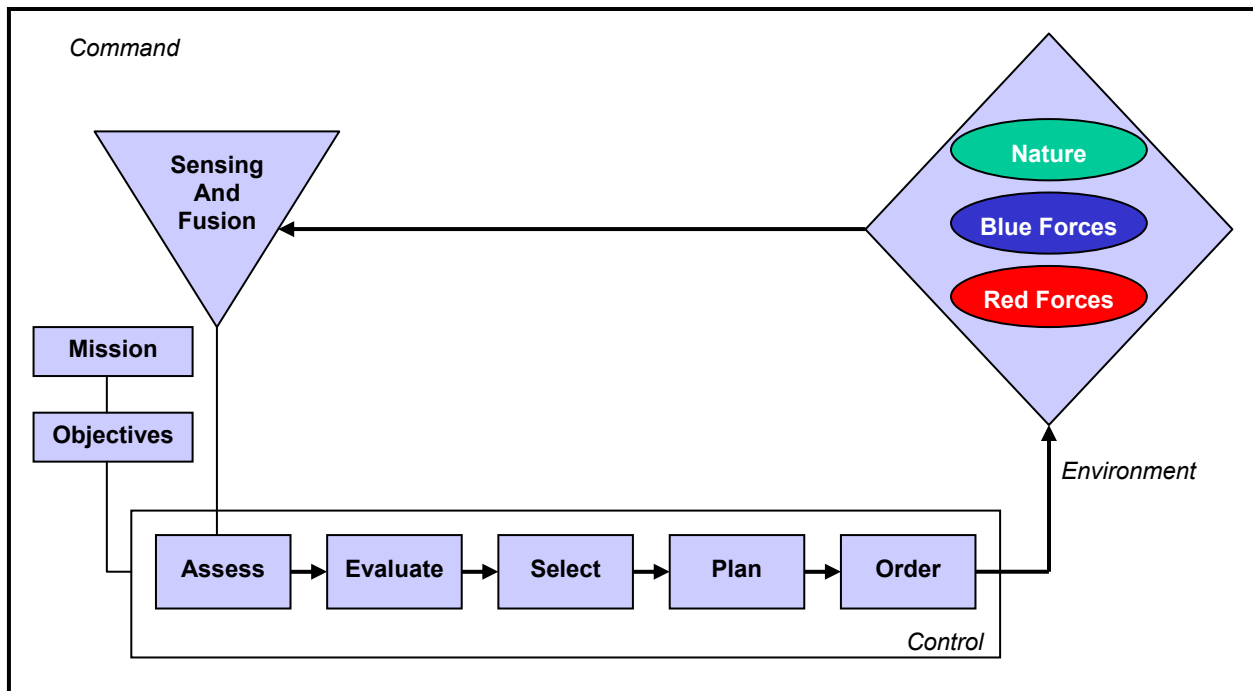 Command
Sensing
And
Fusion
Nature
Blue Forces
Red Forces
Mission
Objectives
Environment
Assess
Evaluate
Select
Plan
Order
Control